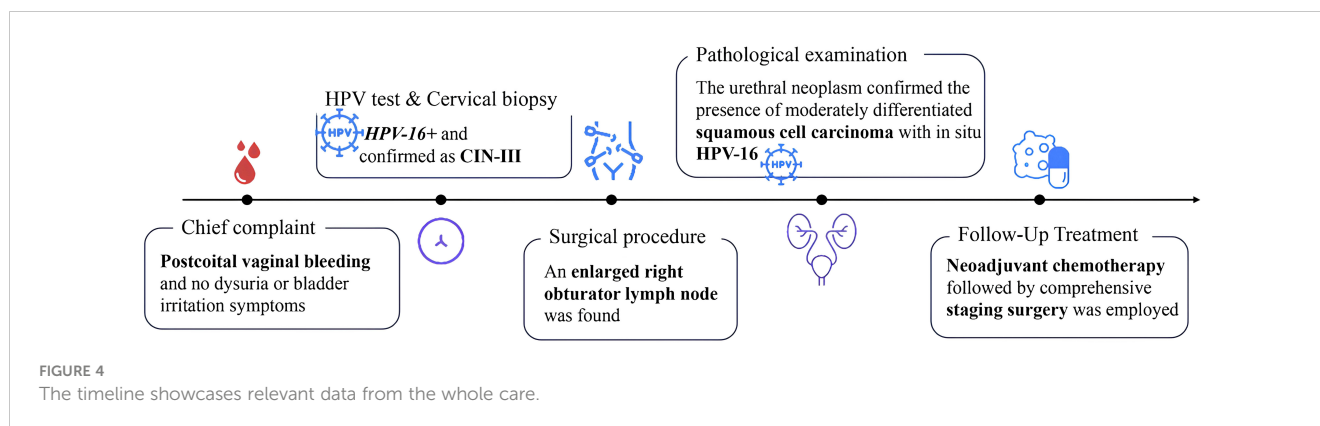 Chief complaint
Postcoital vaginal bleeding
and no dysuria or bladder
irritation symptoms
HPV test & Cervical biopsy
HPV
HPV-16+ and
confirmed as CIN-III
Surgical procedure
An enlarged right
obturator lymph node
was found
Pathological examination
The urethral neoplasm confirmed the
presence of moderately differentiated
squamous cell carcinoma with in situ
HPV-16
HPV
Follow-Up Treatment
Neoadjuvant chemotherapy
followed by comprehensive
staging surgery was employed
FIGURE 4
The timeline showcases relevant data from the whole care.